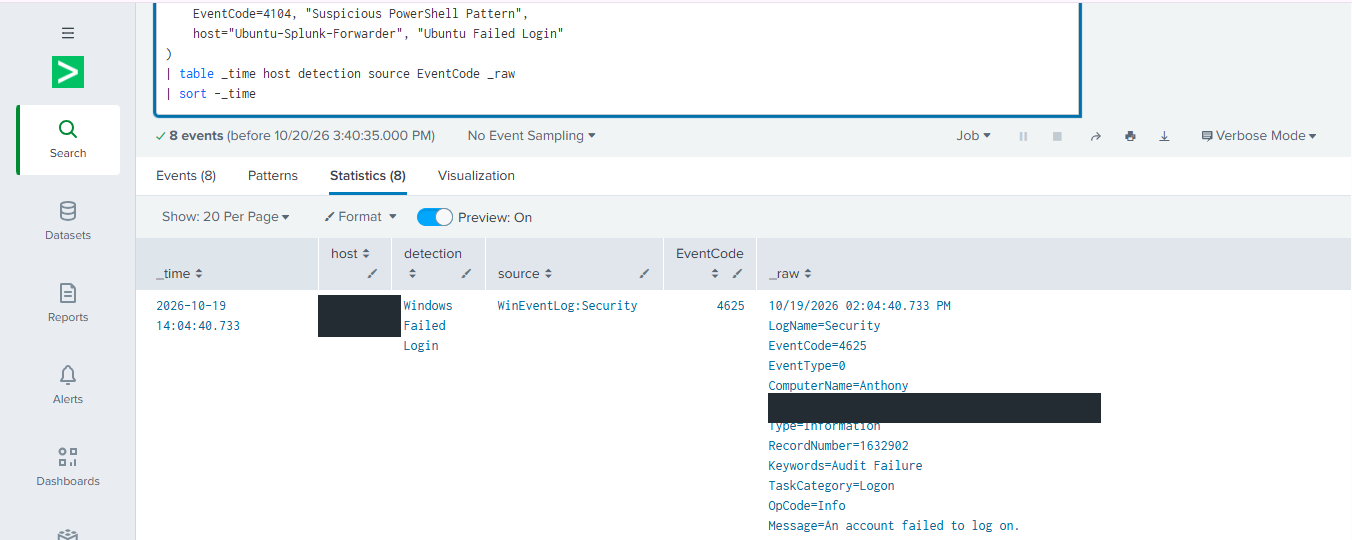 EventCode=4104, "Suspicious PowerShell Pattern",
host="Ubuntu-Splunk-Forwarder", "Ubuntu Failed Login"
)
| table _time host detection source EventCode _raw
| sort -_time
8 events (before 10/20/26 3:40:35.000 PM)
No Event Sampling
Job
Verbose Mode
Search
Datasets
Reports
Alerts
Dashboards
Events (8)
Patterns
Statistics (8)
Visualization
Show: 20 Per Page
Format
Preview: On
_time
host
detection
source
EventCode
_raw
2026-10-19
14:04:40.733
Windows
Failed
Login
WinEventLog:Security
4625
10/19/2026 02:04:40.733 PM
LogName=Security
EventCode=4625
EventType=0
ComputerName=Anthony
Type=Information
RecordNumber=1632902
Keywords=Audit Failure
TaskCategory=Logon
OpCode=Info
Message=An account failed to log on.